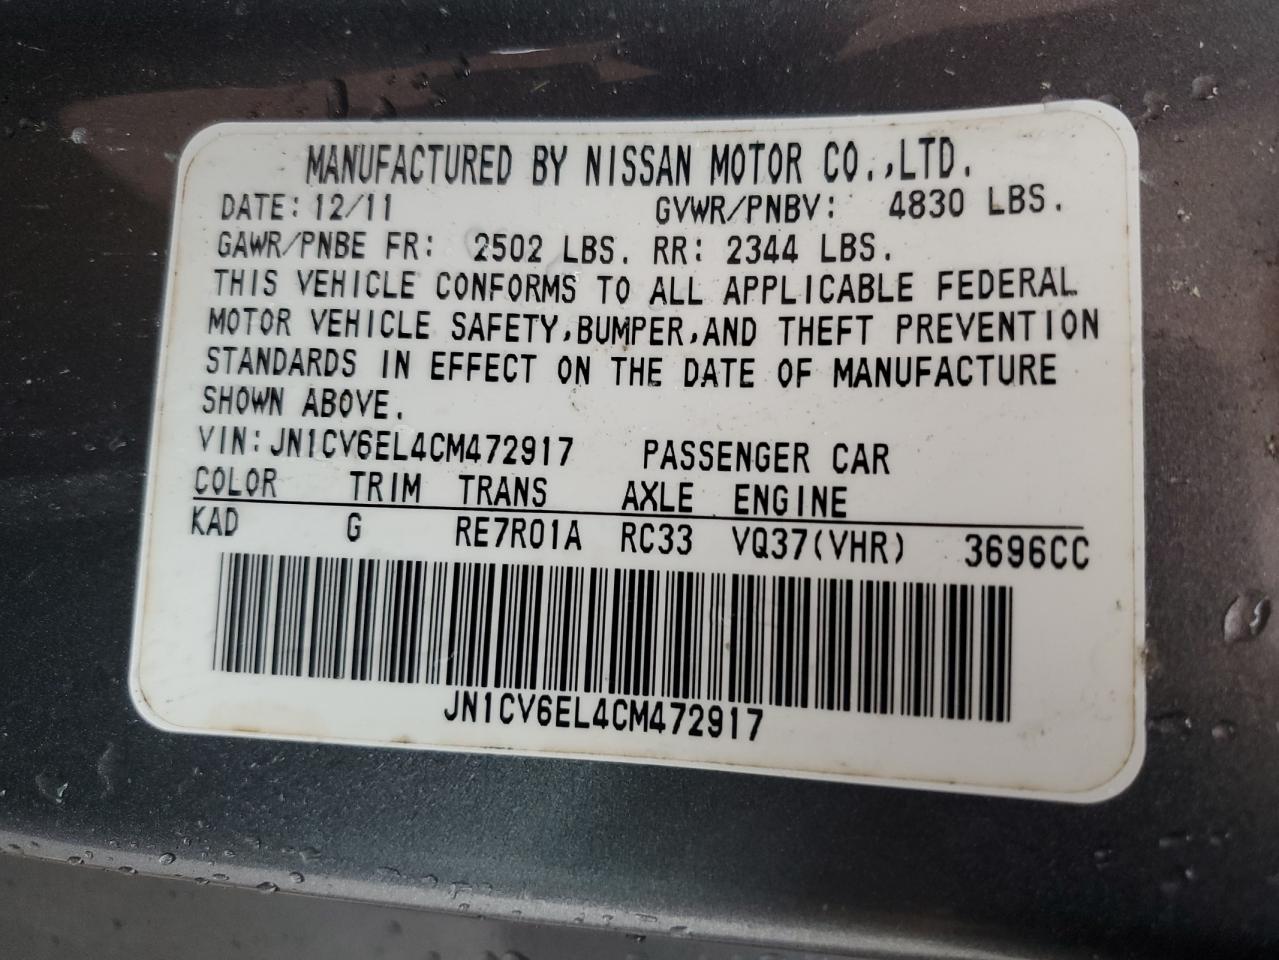 MANUFACTURED BY NISSAN MOTOR CO.,LTD.
DATE: 12/11 GVWR/PNBV: 4830 LBS.
GAWR/PNBE FR: 2502 LBS. RR: 2344 LBS.
THIS VEHICLE CONFORMS TO ALL APPLICABLE FEDERAL
MOTOR VEHICLE SAFETY,BUMPER,AND THEFT PREVENTION
STANDARDS IN EFFECT ON THE DATE OF MANUFACTURE
SHOWN ABOVE.
VIN: JN1CV6EL4CM472917 PASSENGER CAR
COLOR TRIM TRANS AXLE ENGINE
KAD G RE7R01A RC33 VQ37(VHR) 3696CC
JN1CV6EL4CM472917